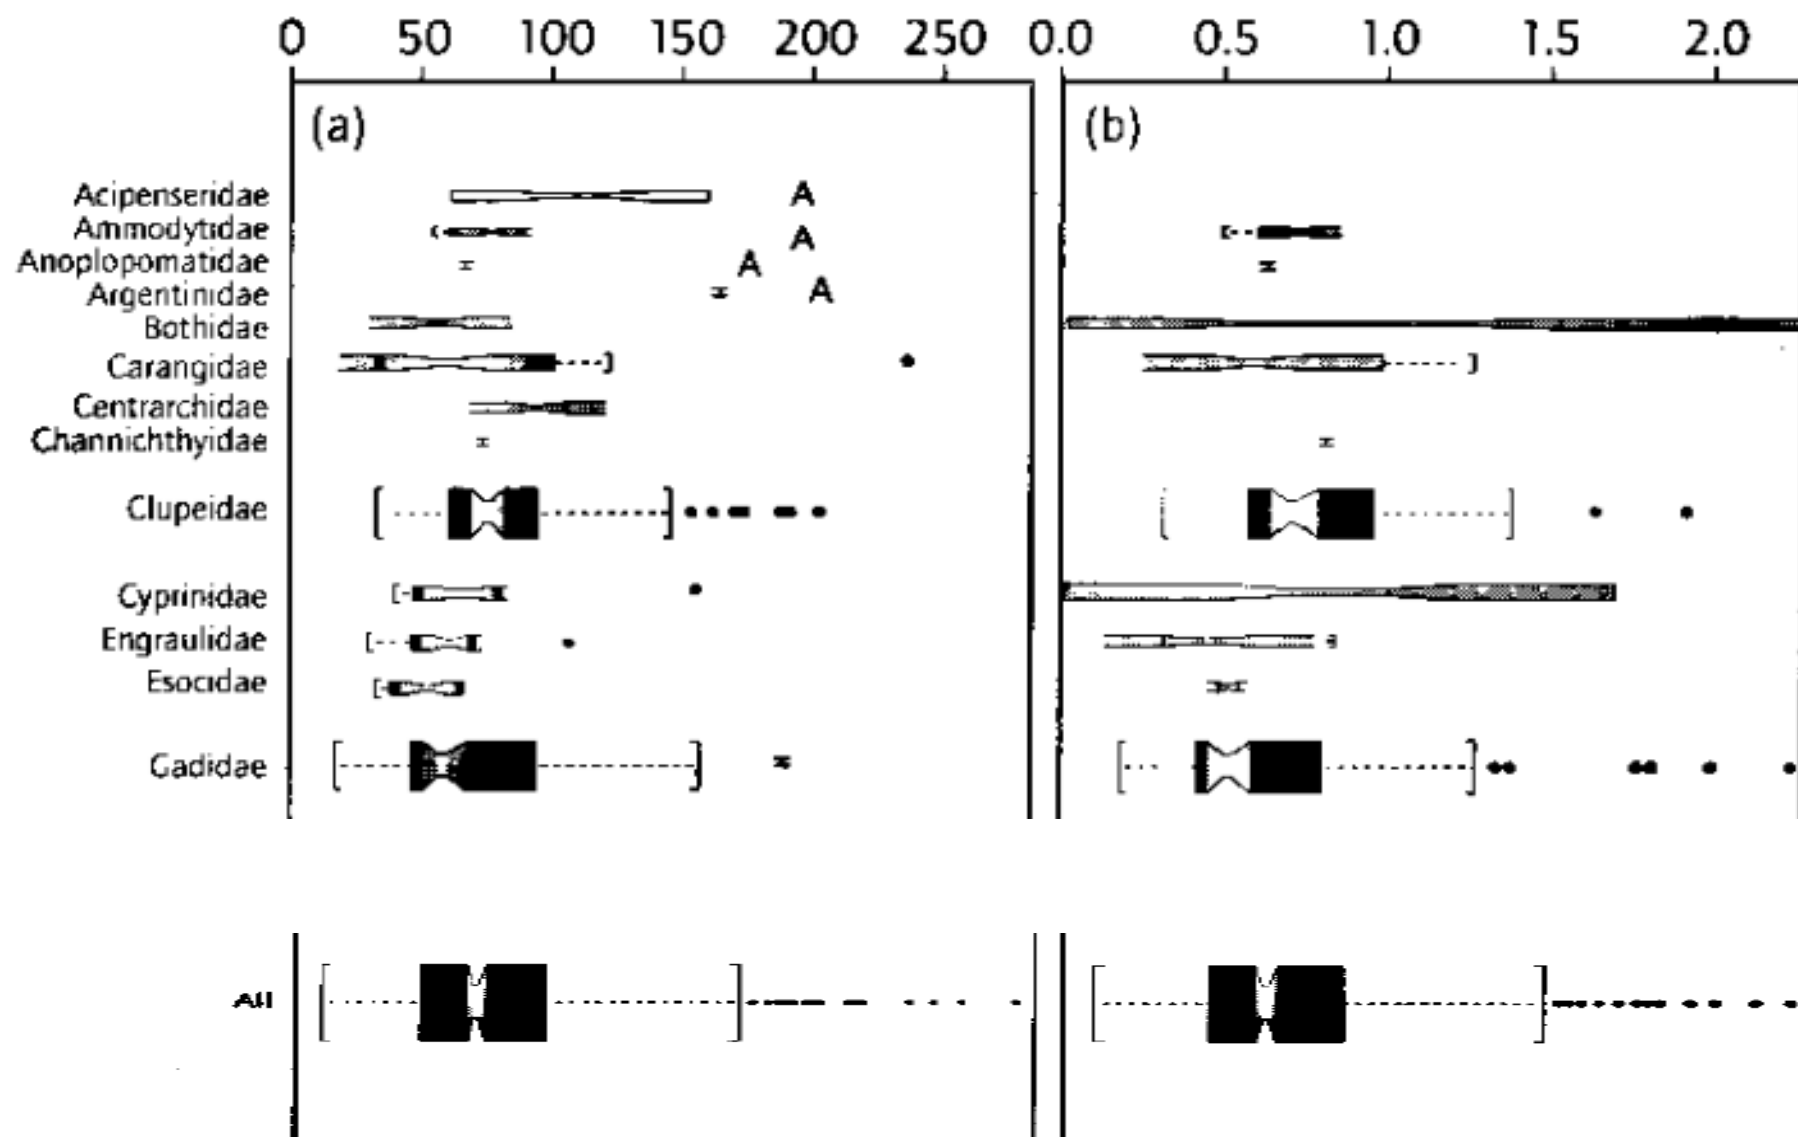 0 50 100 150 200 250 0.0 0.5 1.0 1.5 2.0
(a) (b)
Acipenseridae A
Ammodytidae A
Anoplopomatidae A
Argentinidae A
Bothidae
Carangidae
Centrarchidae
Channichthyidae
Clupeidae
Cyprinidae
Engraulidae
Esocidae
Gadidae
All